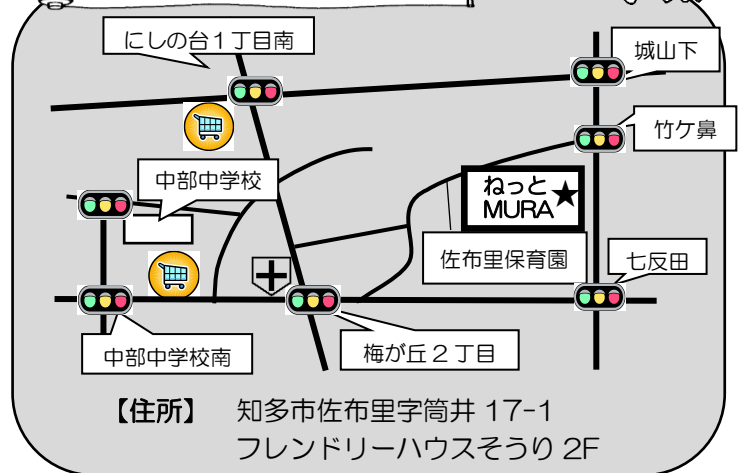 にしの台１丁目南
城山下
竹ケ鼻
中部中学校
ねっと★
MURA
佐布里保育園
七反田
中部中学校南
梅が丘２丁目
【住所】 知多市佐布里字筒井 17-1
フレンドリーハウスそうり 2F